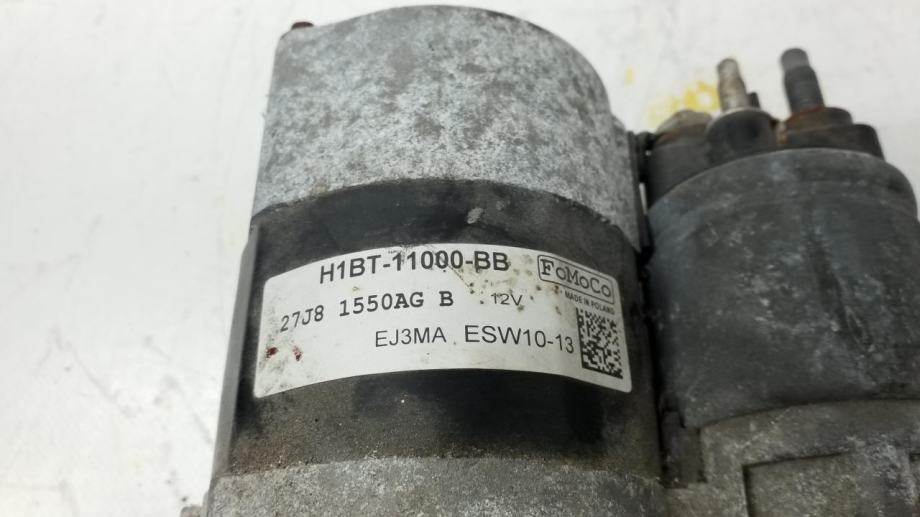 H1BT-11000-BB
FoMoCo
MADE IN POLAND
27J8 1550AG B 12V
EJ3MA ESW10-13